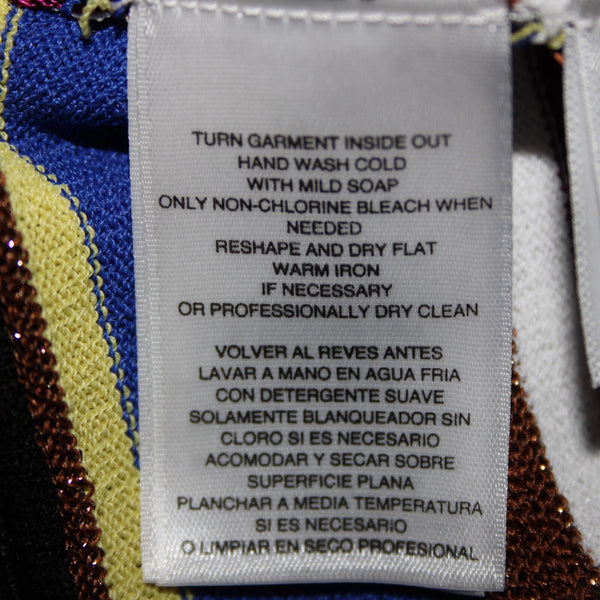 TURN GARMENT INSIDE OUT
HAND WASH COLD
WITH MILD SOAP
ONLY NON-CHLORINE BLEACH WHEN
NEEDED
RESHAPE AND DRY FLAT
WARM IRON
IF NECESSARY
OR PROFESSIONALLY DRY CLEAN
VOLVER AL REVES ANTES
LAVAR A MANO EN AGUA FRIA
CON DETERGENTE SUAVE
SOLAMENTE BLANQUEADOR SIN
CLORO SI ES NECESARIO
ACOMODAR Y SECAR SOBRE
SUPERFICIE PLANA
PLANCHAR A MEDIA TEMPERATURA
SI ES NECESARIO
O LIMPIAR EN SECO PROFESIONAL